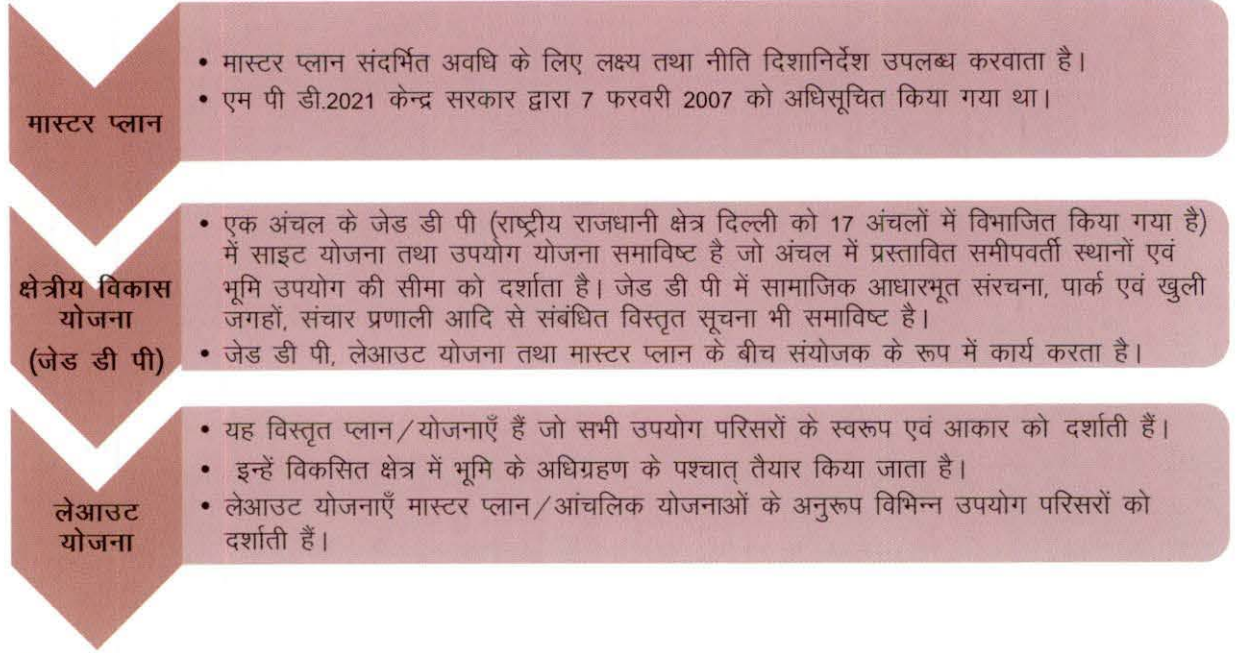 मास्टर प्लान
• मास्टर प्लान संदर्भित अवधि के लिए लक्ष्य तथा नीति दिशानिर्देश उपलब्ध करवाता है।
• एम पी डी.2021 केन्द्र सरकार द्वारा 7 फरवरी 2007 को अधिसूचित किया गया था।
क्षेत्रीय विकास
योजना
(जेड डी पी)
• एक अंचल के जेड डी पी (राष्ट्रीय राजधानी क्षेत्र दिल्ली को 17 अंचलों में विभाजित किया गया है)
में साइट योजना तथा उपयोग योजना समाविष्ट है जो अंचल में प्रस्तावित समीपवर्ती स्थानों एवं
भूमि उपयोग की सीमा को दर्शाता है। जेड डी पी में सामाजिक आधारभूत संरचना, पार्क एवं खुली
जगहों, संचार प्रणाली आदि से संबंधित विस्तृत सूचना भी समाविष्ट है।
• जेड डी पी, लेआउट योजना तथा मास्टर प्लान के बीच संयोजक के रूप में कार्य करता है।
लेआउट
योजना
• यह विस्तृत प्लान/योजनाएँ हैं जो सभी उपयोग परिसरों के स्वरूप एवं आकार को दर्शाती हैं।
• इन्हें विकसित क्षेत्र में भूमि के अधिग्रहण के पश्चात् तैयार किया जाता है।
• लेआउट योजनाएँ मास्टर प्लान/आंचलिक योजनाओं के अनुरूप विभिन्न उपयोग परिसरों को
दर्शाती हैं।